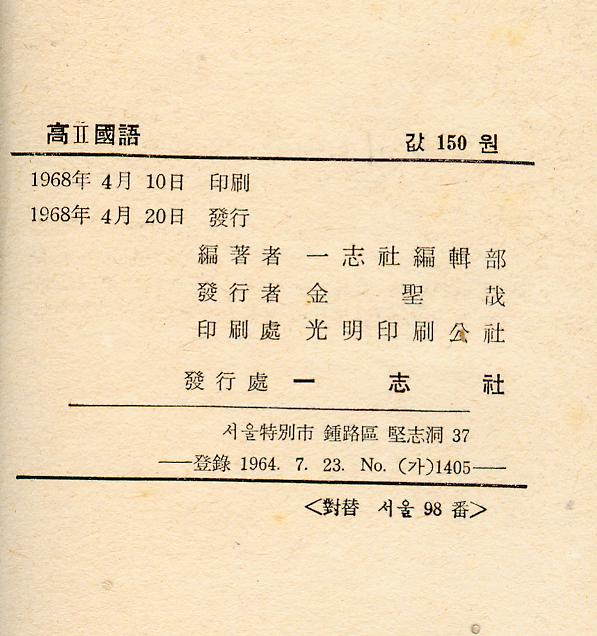 高Ⅱ國語 값 150 원
1968年 4月 10日 印刷
1968年 4月 20日 發行
編著者 一志社編輯部
發行者 金聖哉
印刷處 光明印刷公社
發行處 一志社
서울特別市 鍾路區 堅志洞 37
—登錄 1964. 7. 23. No. (가)1405—
<對替 서울 98 番>